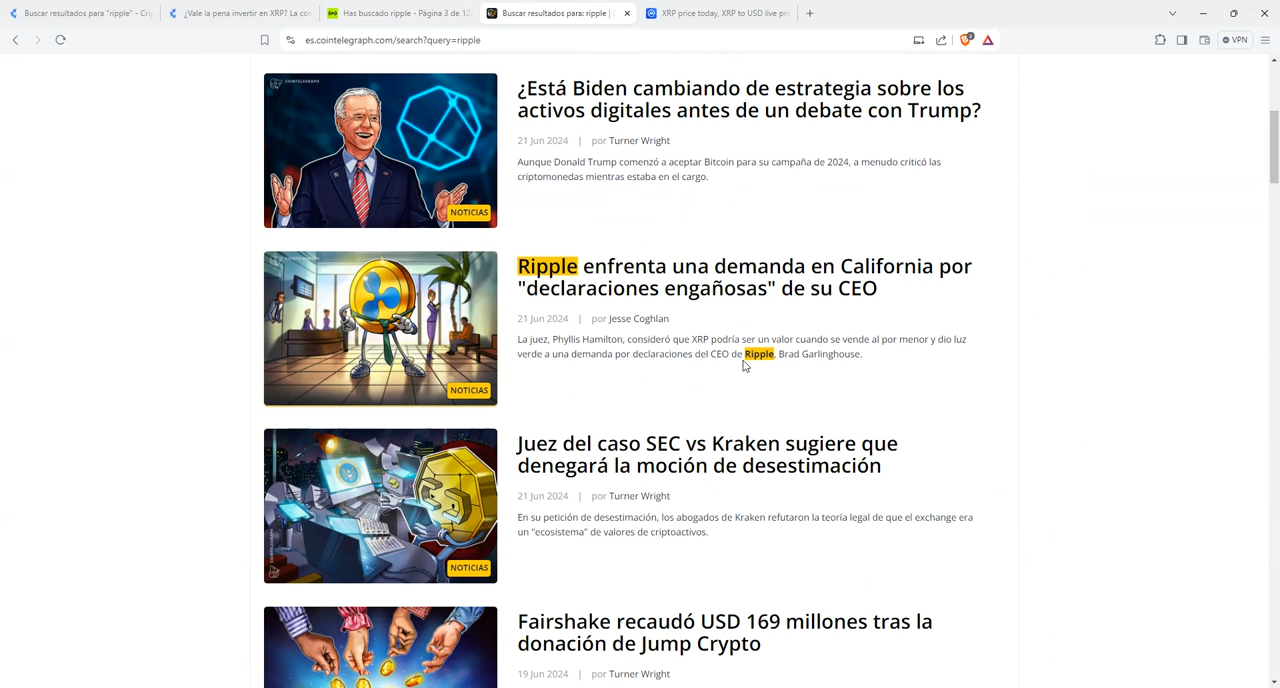 Buscar resultados para "ripple" - Cri
¿Vale la pena invertir en XRP? La co
Has buscado ripple - Página 3 de 12
Buscar resultados para: ripple |
XRP price today, XRP to USD live pri
es.cointelegraph.com/search?query=ripple
2
VPN
COINTELEGRAPH
NOTICIAS
¿Está Biden cambiando de estrategia sobre los
activos digitales antes de un debate con Trump?
21 Jun 2024 | por Turner Wright
Aunque Donald Trump comenzó a aceptar Bitcoin para su campaña de 2024, a menudo criticó las
criptomonedas mientras estaba en el cargo.
NOTICIAS
Ripple enfrenta una demanda en California por
"declaraciones engañosas" de su CEO
21 Jun 2024 | por Jesse Coghlan
La juez, Phyllis Hamilton, consideró que XRP podría ser un valor cuando se vende al por menor y dio luz
verde a una demanda por declaraciones del CEO de Ripple, Brad Garlinghouse.
NOTICIAS
Juez del caso SEC vs Kraken sugiere que
denegará la moción de desestimación
21 Jun 2024 | por Turner Wright
En su petición de desestimación, los abogados de Kraken refutaron la teoría legal de que el exchange era
un "ecosistema" de valores de criptoactivos.
Fairshake recaudó USD 169 millones tras la
donación de Jump Crypto
19 Jun 2024 | por Turner Wright